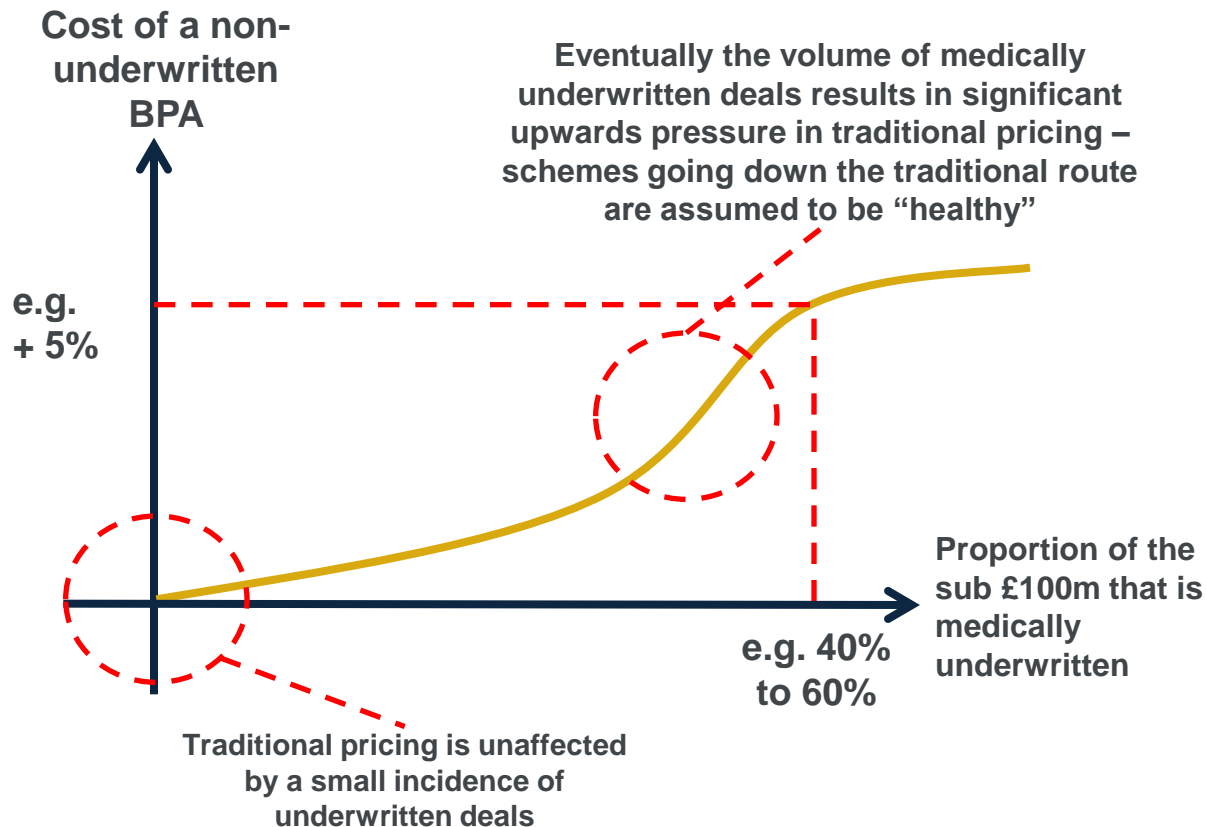 Cost of a non-
underwritten
BPA
Eventually the volume of medically
underwritten deals results in significant
upwards pressure in traditional pricing –
schemes going down the traditional route
are assumed to be “healthy”
e.g.
+ 5%
Proportion of the
sub £100m that is
medically
underwritten
e.g. 40%
to 60%
Traditional pricing is unaffected
by a small incidence of
underwritten deals